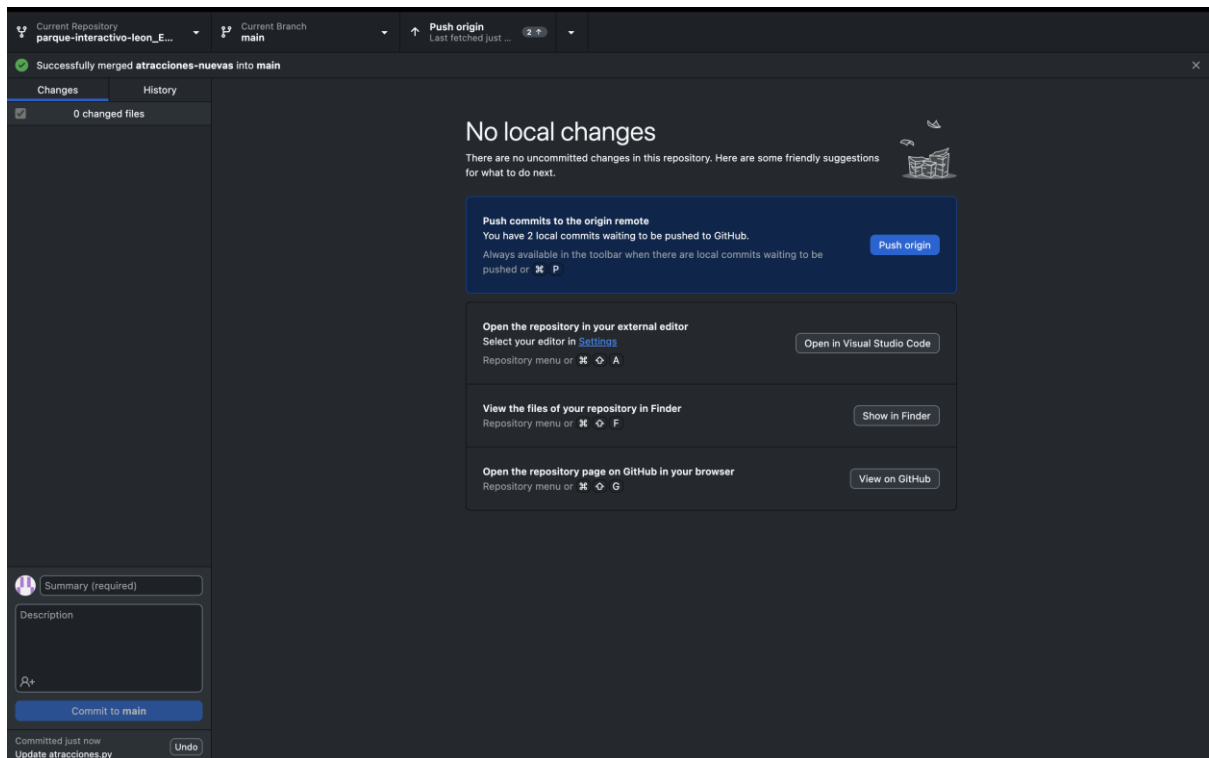 Current Repository
parque-interactivo-leon_E...
Current Branch
main
Push origin
Last fetched just ...
2
Successfully merged atracciones-nuevas into main
Changes
History
0 changed files
No local changes
There are no uncommitted changes in this repository. Here are some friendly suggestions
for what to do next.
Push commits to the origin remote
You have 2 local commits waiting to be pushed to GitHub.
Always available in the toolbar when there are local commits waiting to be
pushed or ⌘ P
Push origin
Open the repository in your external editor
Select your editor in Settings
Repository menu or ⌘ ⇧ A
Open in Visual Studio Code
View the files of your repository in Finder
Repository menu or ⌘ ⇧ F
Show in Finder
Open the repository page on GitHub in your browser
Repository menu or ⌘ ⇧ G
View on GitHub
Summary (required)
Description
Commit to main
Committed just now
Update atracciones.py
Undo